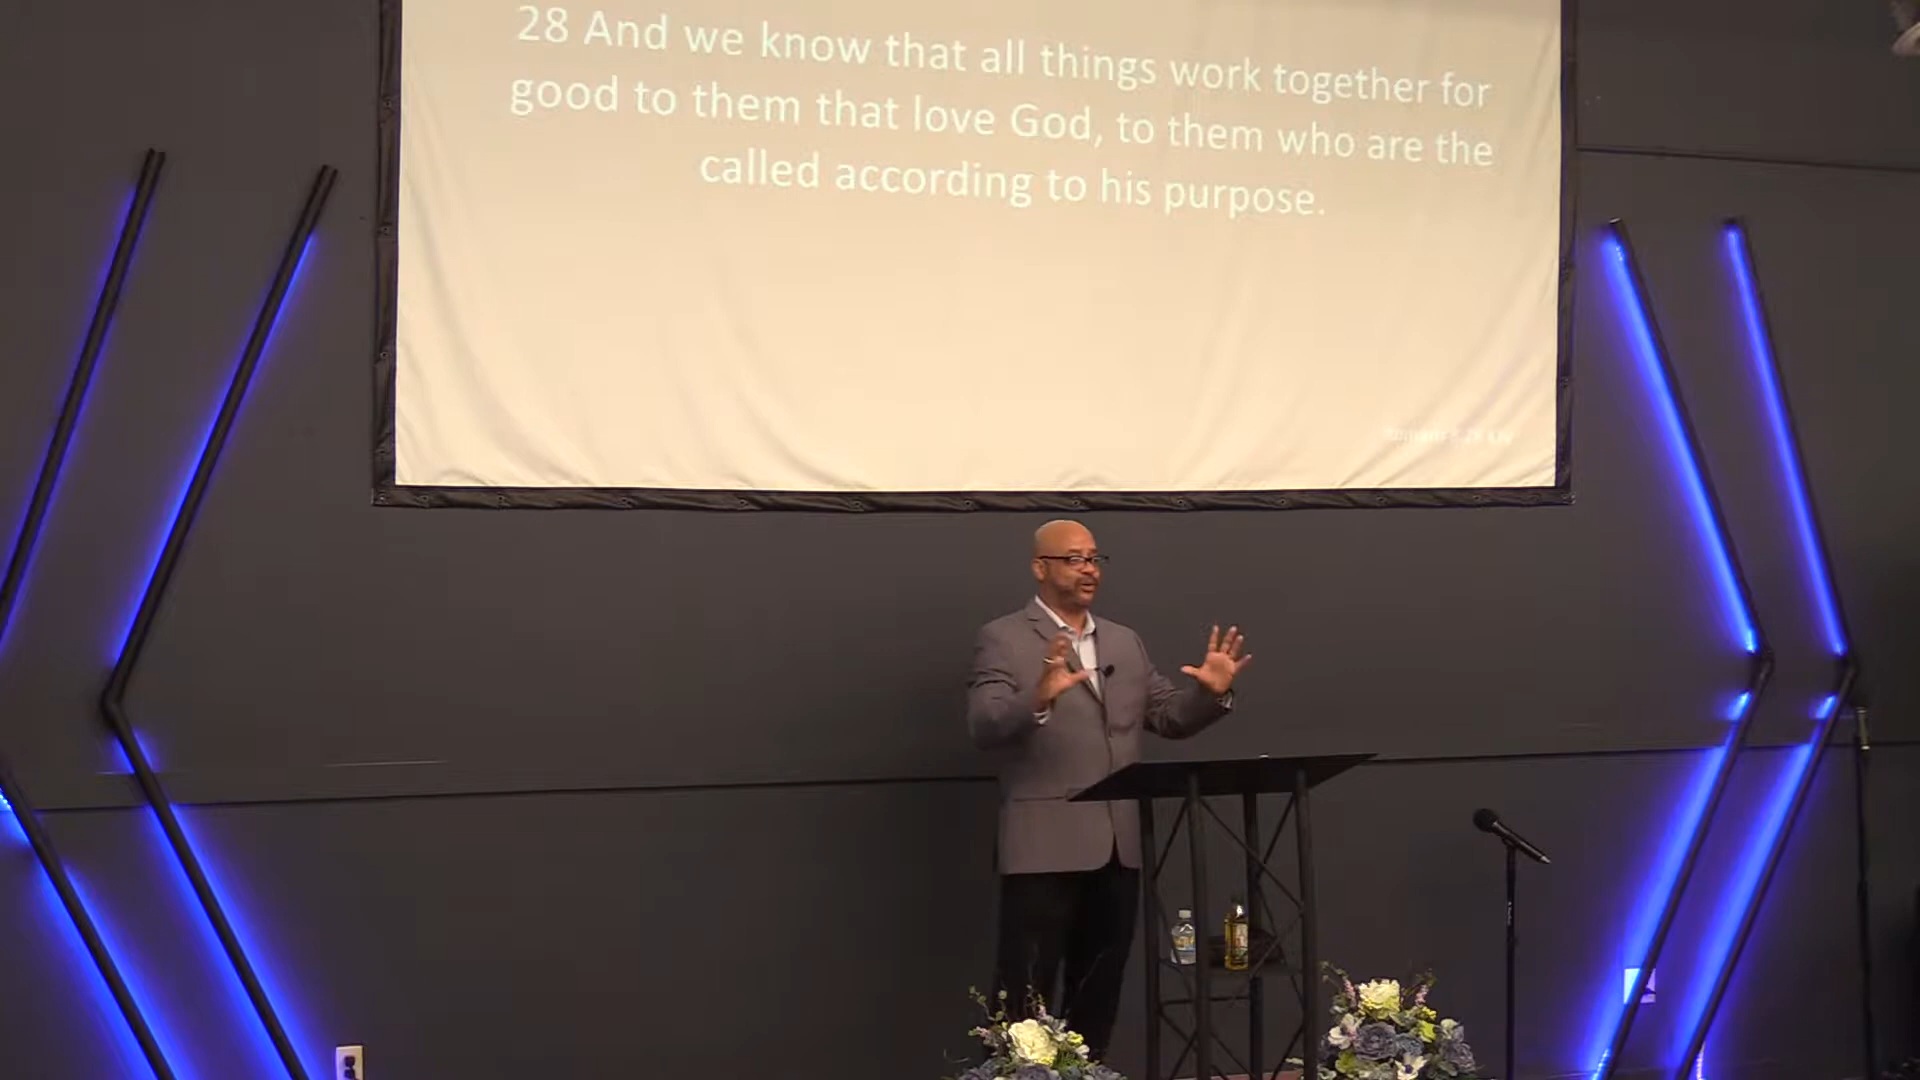 28 And we know that all things work together for
good to them that love God, to them who are the
called according to his purpose.